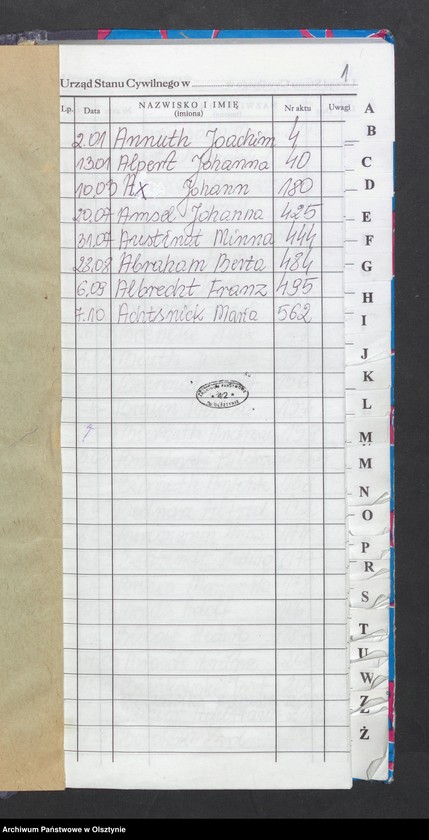 1
Urząd Stanu Cywilnego w
Lp. Data NAZWISKO I IMIĘ (imiona) Nr aktu Uwagi
2.01 Annuth Joachim 4
13.01 Alpert Johanna 40
10.03 Ax Johann 180
20.07 Amsel Johanna 425
31.07 Austinat Minna 444
23.08 Abraham Berta 484
6.09 Albrecht Franz 495
7.10 Achtsnick Maria 562
42
A
B
C
D
E
F
G
H
I
J
K
L
M
M
N
O
P
R
S
T
U
W
Z
Ż
Archiwum Państwowe w Olsztynie